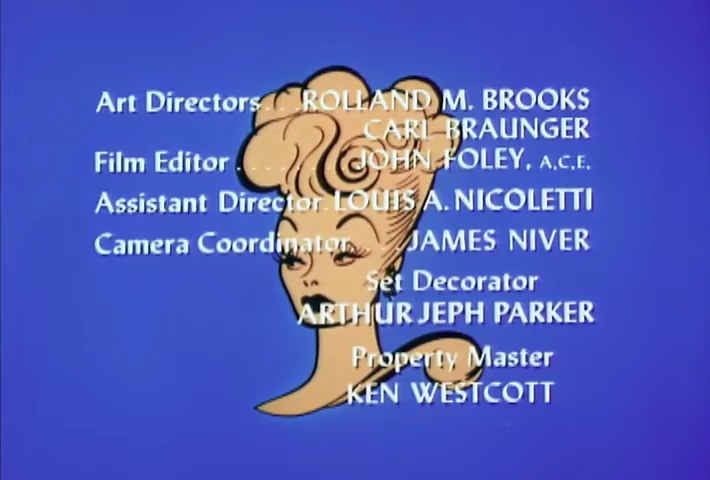 Art Directors...ROLLAND M. BROOKS
CARL BRAUNGER
Film Editor.....JOHN FOLEY, A.C.E.
Assistant Director.LOUIS A. NICOLETTI
Camera Coordinator....JAMES NIVER
Set Decorator
ARTHUR JEPH PARKER
Property Master
KEN WESTCOTT